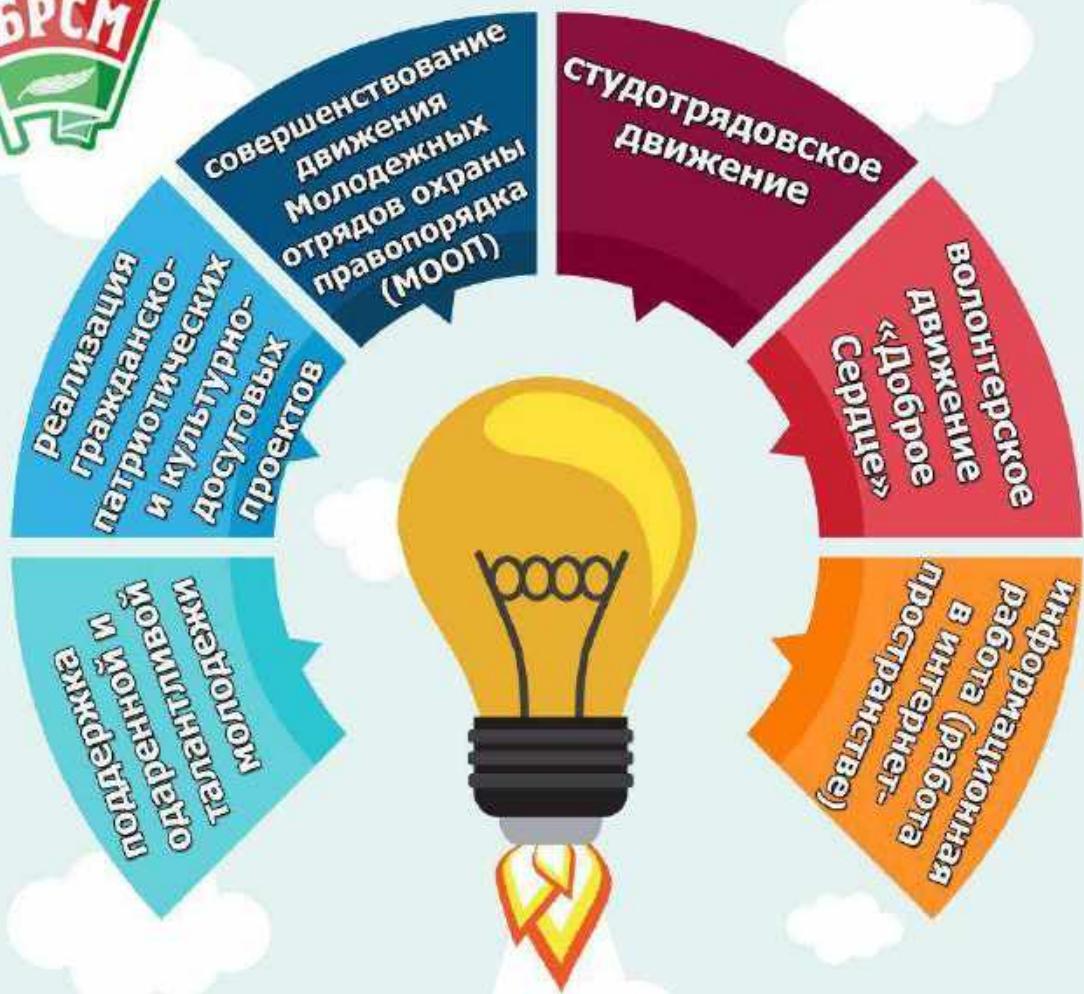 БРСМ
поддержка
одаренной и
талантливой
молодежи
реализация
гражданско-
патриотических
и культурно-
досуговых
проектов
совершенствование
движения
Молодежных
отрядов охраны
правопорядка
(МООП)
студотрядовское
движение
волонтерское
движение
«Доброе
Сердце»
информационная
работа (работа
в интернет-
пространстве)